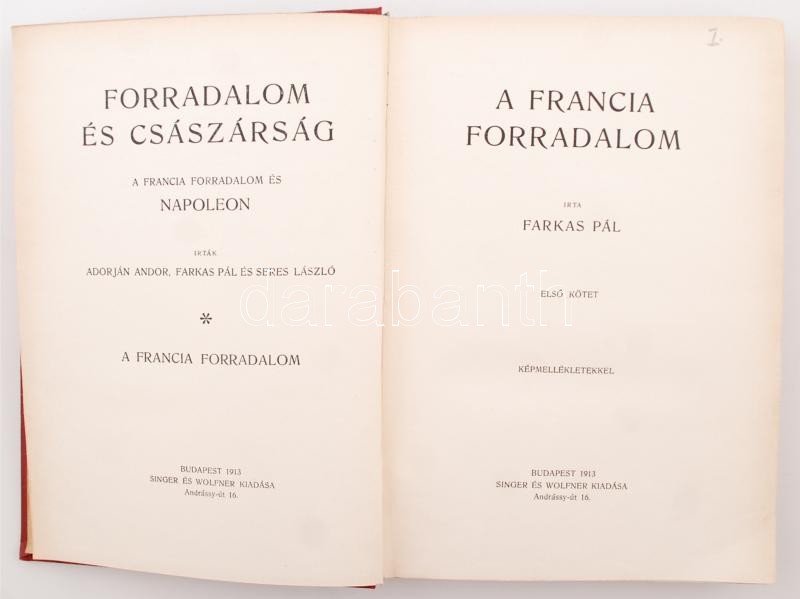 FORRADALOM
ÉS CSÁSZÁRSÁG
A FRANCIA FORRADALOM ÉS
NAPOLEON
IRTÁK
ADORJÁN ANDOR, FARKAS PÁL ÉS SERES LÁSZLÓ
*
A FRANCIA FORRADALOM
BUDAPEST 1913
SINGER ÉS WOLFNER KIADÁSA
Andrássy-út 16.
I.
A FRANCIA
FORRADALOM
IRTA
FARKAS PÁL
ELSŐ KÖTET
KÉPMELLÉKLETEKKEL
BUDAPEST 1913
SINGER ÉS WOLFNER KIADÁSA
Andrássy-út 16.
darabanth